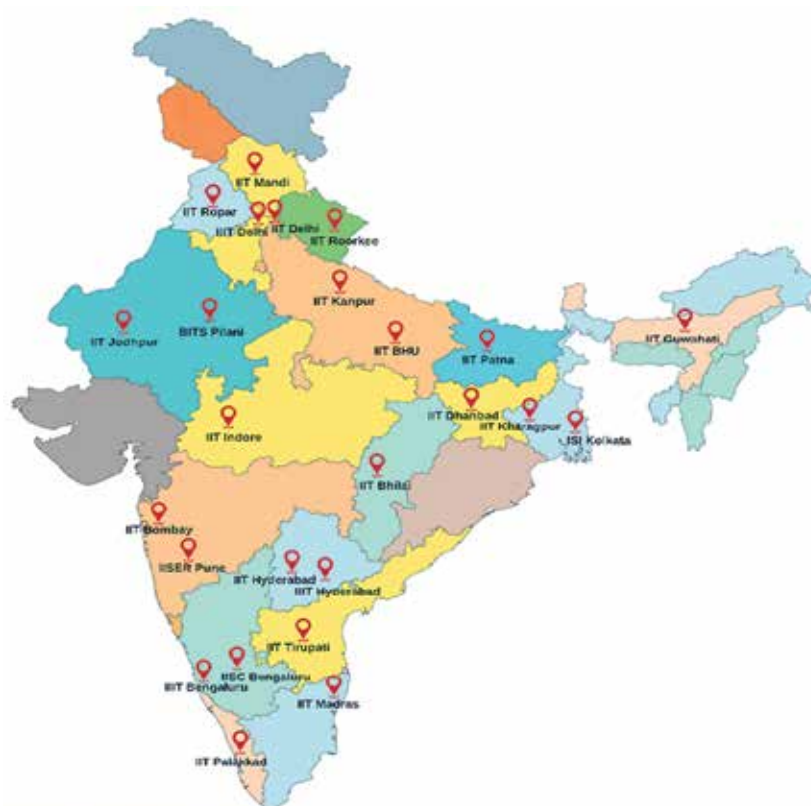 IIT Mandi
IIT Ropar
IIIT Delhi
IIT Delhi
IIT Roorkee
IIT Kanpur
IIT Jodhpur
BITS Pilani
IIT BHU
IIT Patna
IIT Guwahati
IIT Dhanbad
IIT Kharagpur
ISI Kolkata
IIT Indore
IIT Bhilai
IIT Bombay
IISER Pune
IIT Hyderabad
IIIT Hyderabad
IIT Tirupati
IISC Bengaluru
IIIT Bengaluru
IIT Madras
IIT Palakkad